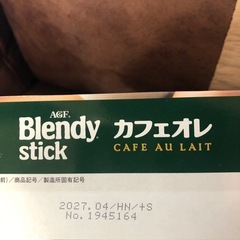 AGF
Blendy カフェオレ
stick CAFÉ AU LAIT
前)/商品記号/製造所固有記号
2027.04/HN/+S
No.1945164